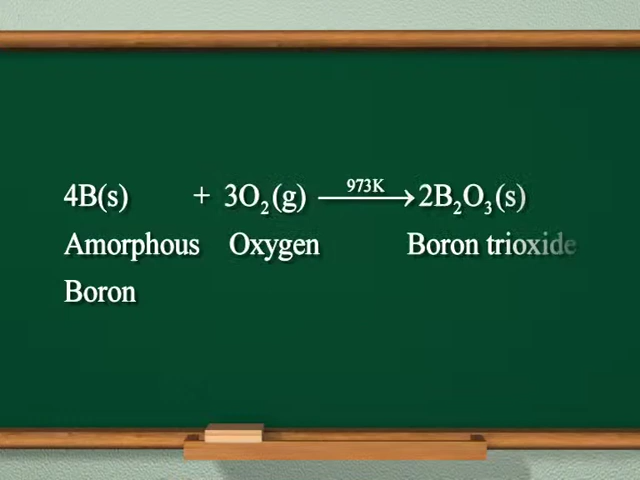 973K
4B(s) + 3O₂(g) ⟶ 2B₂O₃(s)
Amorphous Oxygen Boron trioxide
Boron